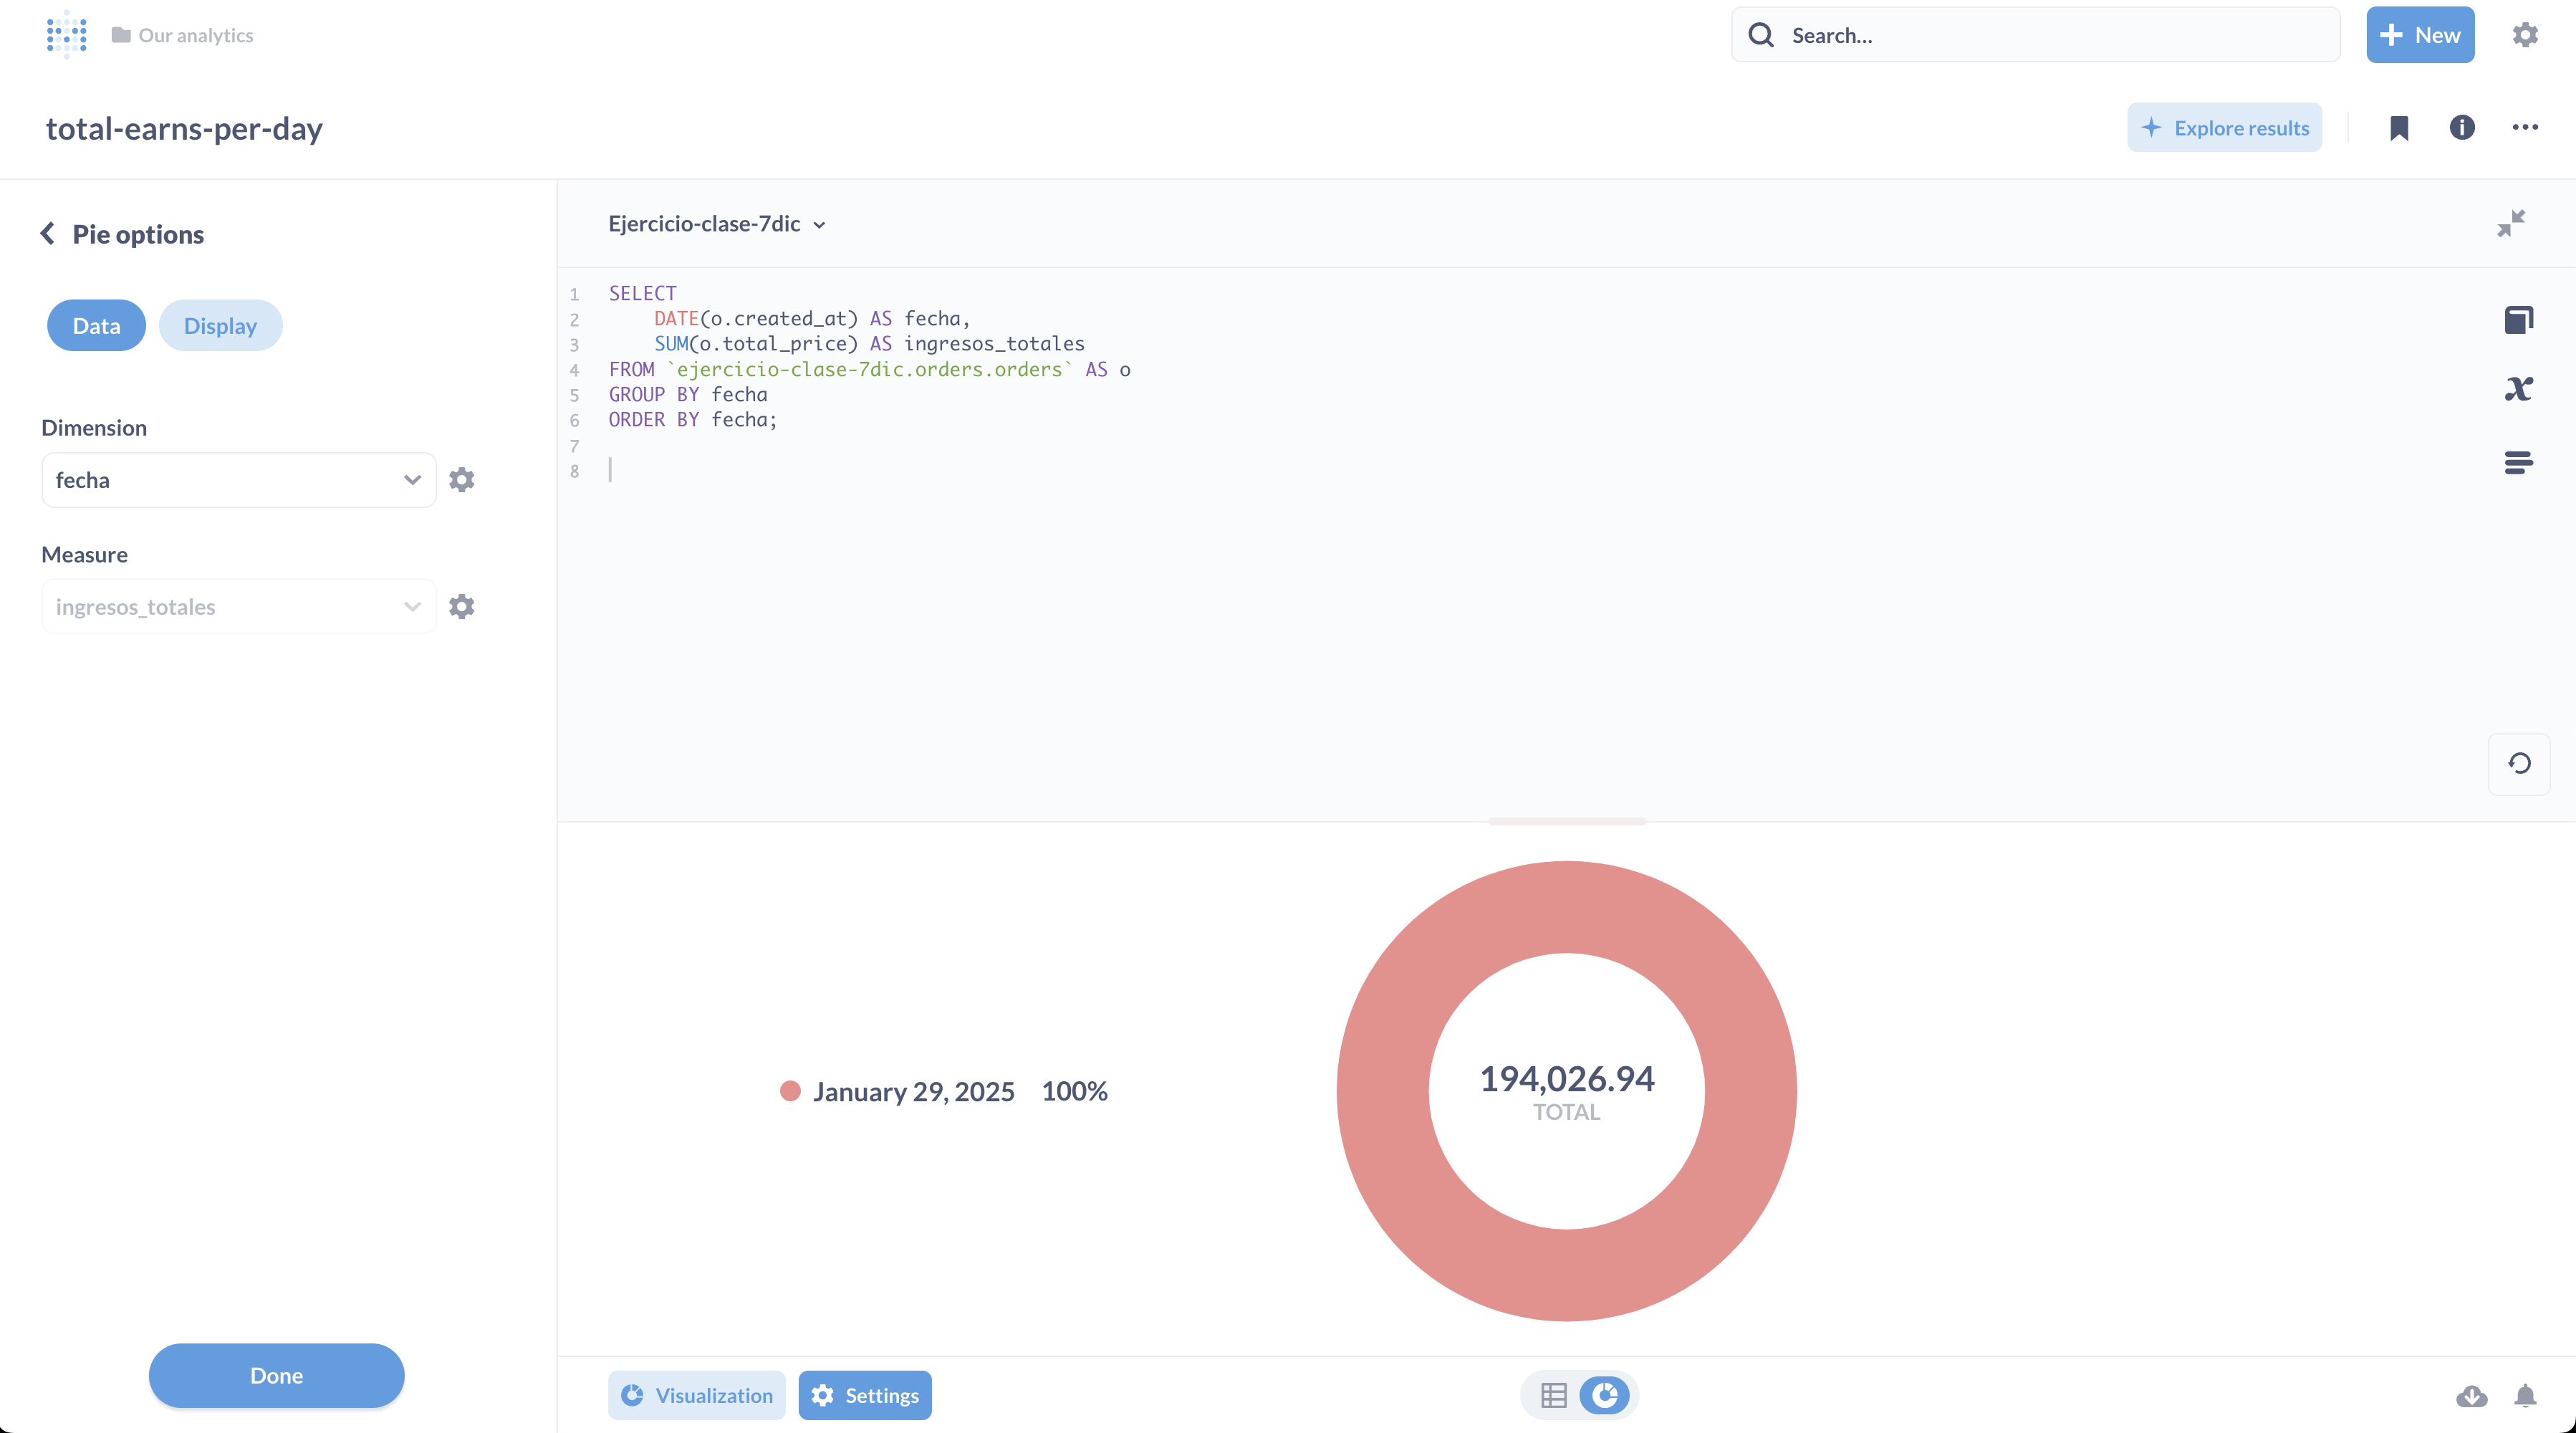 Our analytics
Search...
New
total-earns-per-day
Explore results
Pie options
Data
Display
Dimension
fecha
Measure
ingresos_totales
Done
Ejercicio-clase-7dic
1 SELECT
2 DATE(o.created_at) AS fecha,
3 SUM(o.total_price) AS ingresos_totales
4 FROM `ejercicio-clase-7dic.orders.orders` AS o
5 GROUP BY fecha
6 ORDER BY fecha;
7
8
January 29, 2025 100%
194,026.94
TOTAL
Visualization
Settings